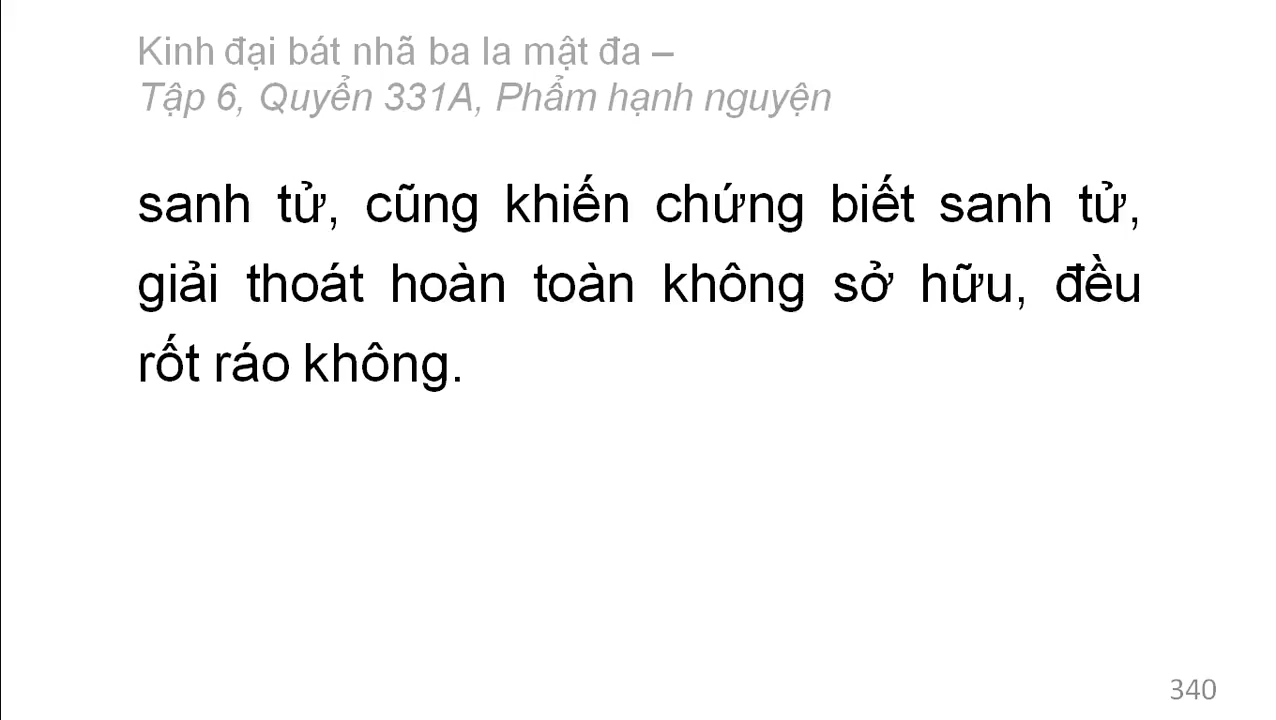 Kinh đại bát nhã ba la mật đa –
Tập 6, Quyển 331A, Phẩm hạnh nguyện
sanh tử, cũng khiến chứng biết sanh tử,
giải thoát hoàn toàn không sở hữu, đều
rốt ráo không.
340